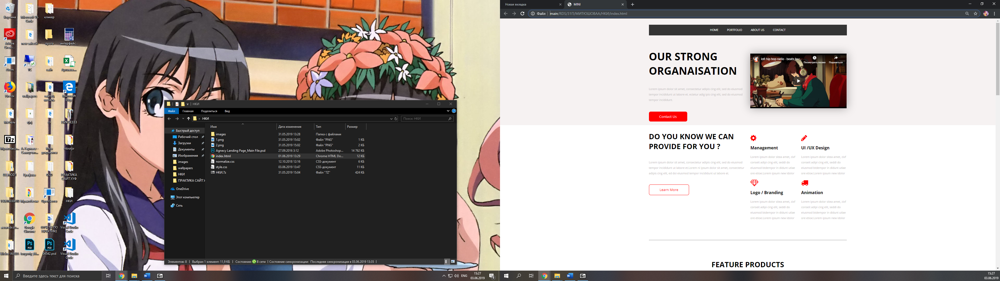 Корзина
Microsoft VS Code
кликер
Adobe Creati...
new saiteckf
прога
интерфейс...
Atom
1C
сайт
Firefox
wallpapers
сайтец мебель
Microsoft Edge
Мебель
ст
ПИКЧЕЗЗЗ
Мракобеси...
А. Гарнаев - Самоучит...
Мои документы
ritirotjir
04_MOD1
Графика
OLD
ПРАКТИКА САЙТ УУФ
Мракобесие
OpenServer
НКИ
Google Chrome
ОТЧЕТЬ ПО ПРАКТИКЕ
Visual Studio Code
klicker WABA
torgoviy_66...
04542.psd
Visual Studio Code
НКИ
Файл Главная Поделиться Вид
НКИ
Поиск: НКИ
Имя Дата изменения Тип Размер
Быстрый доступ
Рабочий стол
Загрузки
Документы
Изображения
images
wallpapers
НКИ
ПРАКТИКА САЙТ У
OneDrive
Этот компьютер
Сеть
images 31.05.2019 13:28 Папка с файлами
1.png 31.05.2019 15:02 Файл "PNG" 1 КБ
2.png 31.05.2019 15:02 Файл "PNG" 2 КБ
Agnecy Landing Page_Main File.psd 27.09.2016 3:12 Adobe Photoshop... 14 762 КБ
index.html 01.06.2019 13:29 Chrome HTML Do... 12 КБ
normalize.css 12.10.2018 12:16 CSS-документ 6 КБ
style.css 03.06.2019 13:47 CSS-документ 11 КБ
НКИ.7z 31.05.2019 15:04 Файл "7Z" 424 КБ
Элементов: 8 Выбран 1 элемент: 11,9 КБ Состояние: В сети Состояние синхронизации: Последняя синхронизация в 03.06.2019 13:35
Введите здесь текст для поиска
ENG
15:27
03.06.2019
6
Новая вкладка
MINI
Файл main/RDS/31П/МИТЮШОВАА/НКИ/index.html
HOME PORTFOLIO ABOUT US CONTACT
OUR STRONG
ORGANAISATION
Lorem ipsum dolor sit amet, consectetur adipis cing elit, sed do eiusmod
tempor incididunt ut labore et. ectetur adig ipis cing elit, sed do eiusmod
tempor incididunt.
Contact Us
lofi hip hop radio - beats to r...
Посмотреть позже
Поделиться
DO YOU KNOW WE CAN
PROVIDE FOR YOU ?
Lorem ipsum dolor sit amet, consectetur adipis cing elit, sed do eiusmod
tempor incididunt ut labore et.Lorem ni ipsum dolor sit amet, consectetur
adipis cing elit, ed doi eiusmod tempor incididunt ut labore et.
Learn More
Management
Lorem ipsum dolor sitea amet, zixf
conseit adipi cing elit, seddi do
eiusmod btdempor in didunt utlae
ore etioe.Lorem ipsum new idolor
UI /UX Design
Lorem ipsum dolor sitea amet, zixf
conseit adipi cing elit, seddi do
eiusmod btdempor in didunt utlae
ore etioe.Lorem ipsum new idolor
Logo / Branding
Lorem ipsum dolor sitea amet, zixf
conseit adipi cing elit, seddi do
eiusmod btdempor in didunt utlae
ore etioe.Lorem ipsum new idolor
Animation
Lorem ipsum dolor sitea amet, zixf
conseit adipi cing elit, seddi do
eiusmod btdempor in didunt utlae
ore etioe.Lorem ipsum new idolor
FEATURE PRODUCTS
15:27
03.06.2019